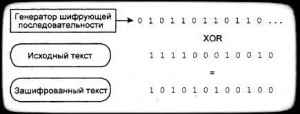 Генератор шифрующей
последовательности
0 1 0 1 1 0 1 1 0 1 1 0 ...
XOR
Исходный текст
1 1 1 1 0 0 0 1 0 0 1 0
=
Зашифрованный текст
1 0 1 0 1 0 1 0 0 1 0 0